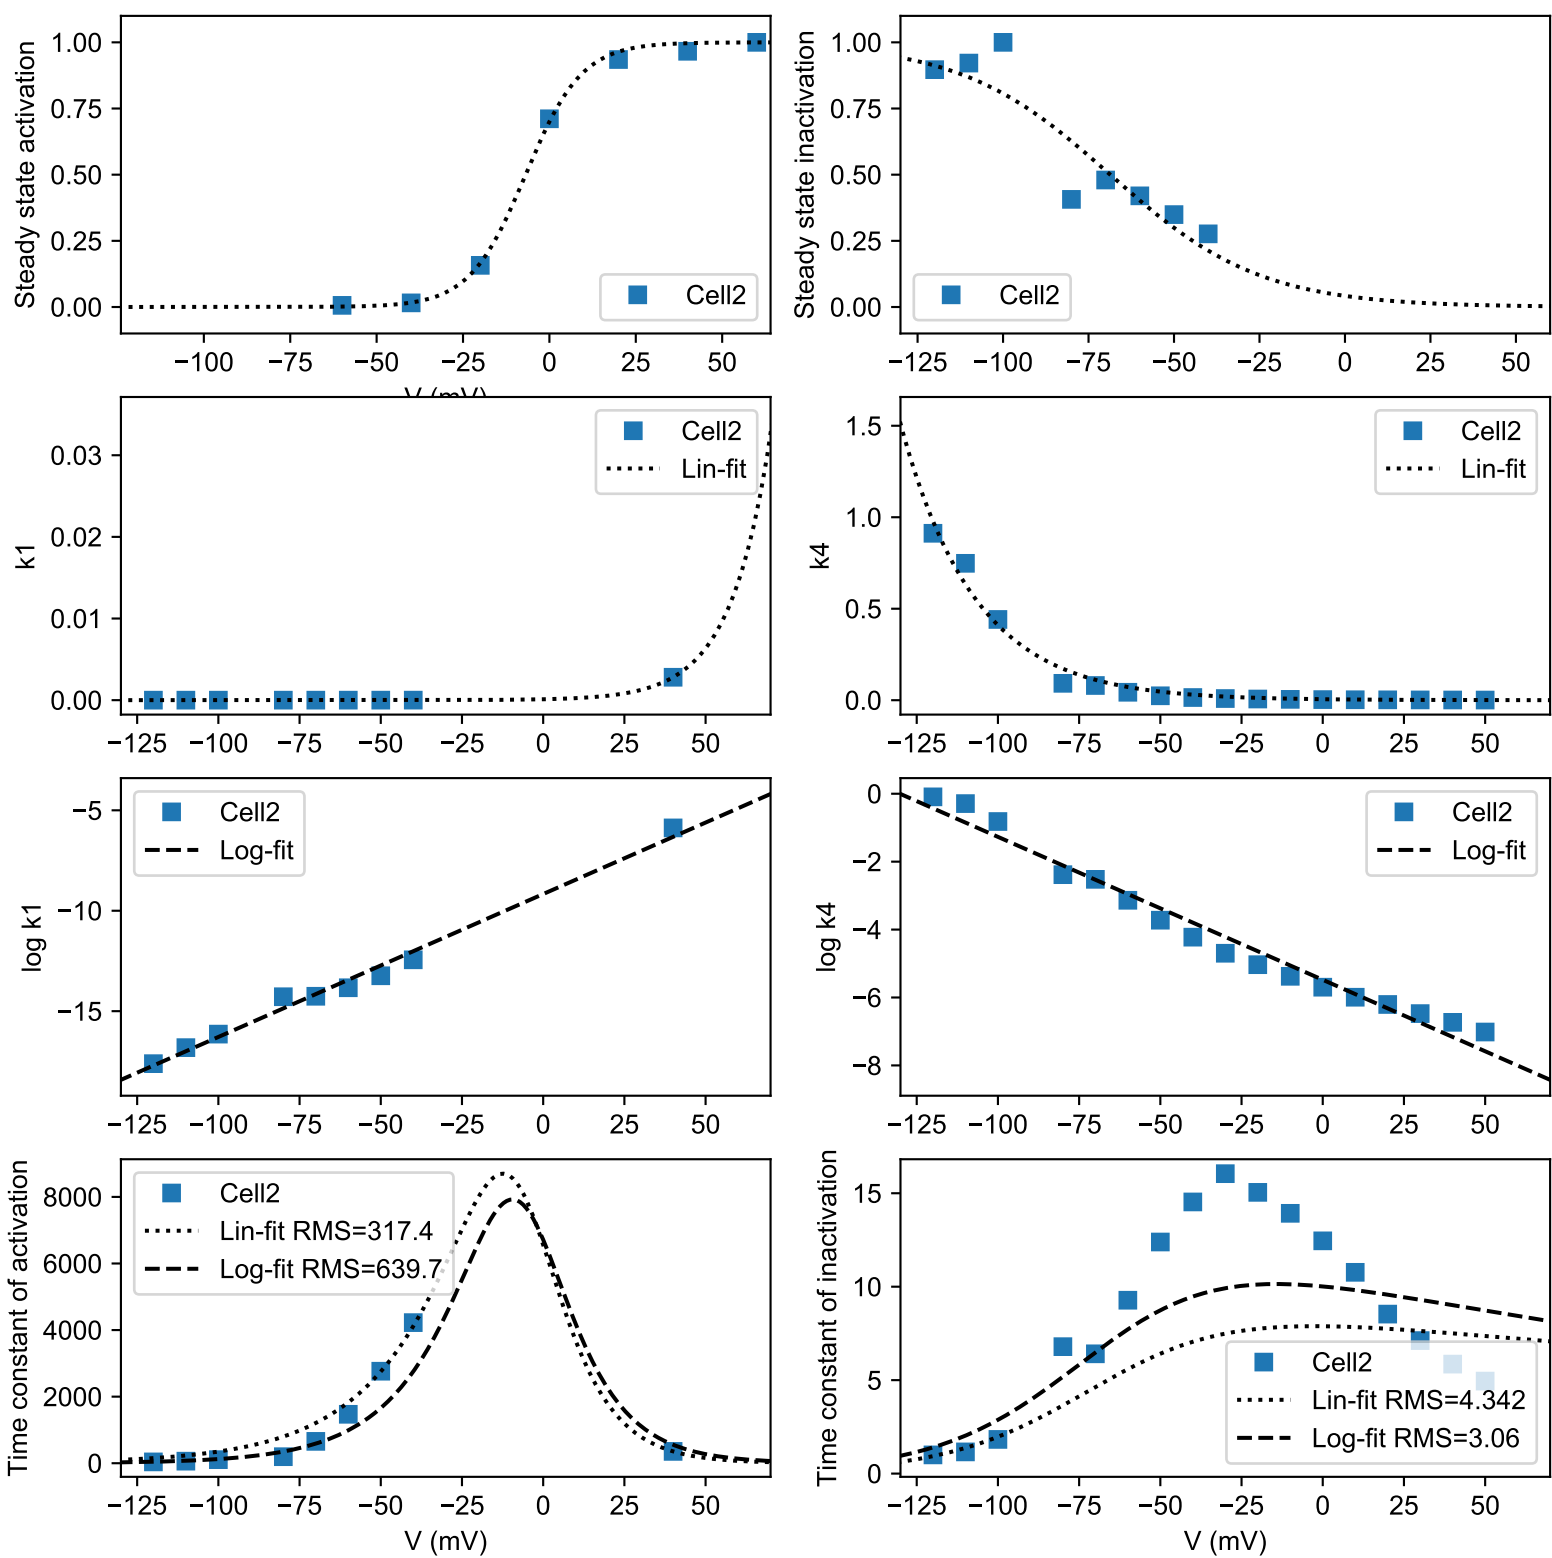 Steady state activation
1.00
0.75
0.50
0.25
0.00
Cell2
−100 −75 −50 −25 0 25 50
V (mV)
Steady state inactivation
1.00
0.75
0.50
0.25
0.00
Cell2
−125 −100 −75 −50 −25 0 25 50
k1
0.03
0.02
0.01
0.00
Cell2
Lin-fit
−125 −100 −75 −50 −25 0 25 50
k4
1.5
1.0
0.5
0.0
Cell2
Lin-fit
−125 −100 −75 −50 −25 0 25 50
log k1
−5
−10
−15
Cell2
Log-fit
−125 −100 −75 −50 −25 0 25 50
log k4
0
−2
−4
−6
−8
Cell2
Log-fit
−125 −100 −75 −50 −25 0 25 50
Time constant of activation
8000
6000
4000
2000
0
Cell2
Lin-fit RMS=317.4
Log-fit RMS=639.7
−125 −100 −75 −50 −25 0 25 50
V (mV)
Time constant of inactivation
15
10
5
0
Cell2
Lin-fit RMS=4.342
Log-fit RMS=3.06
−125 −100 −75 −50 −25 0 25 50
V (mV)